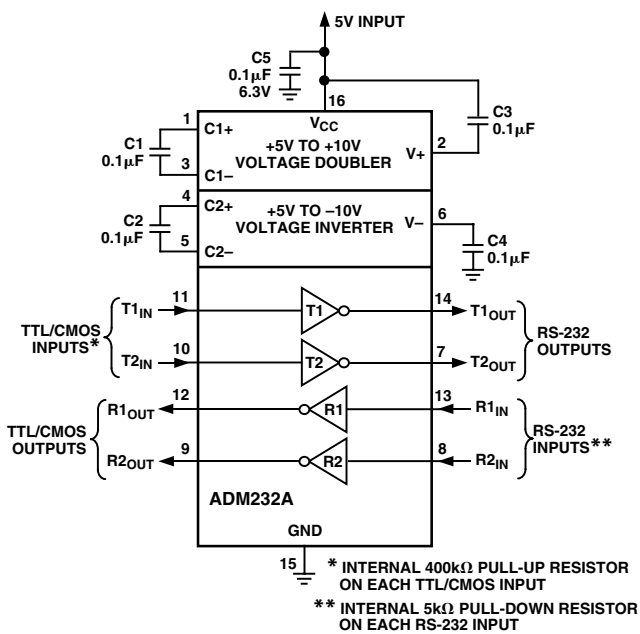 5V INPUT
C5
0.1µF
6.3V
16
C3
0.1µF
1
C1+
VCC
+5V TO +10V
VOLTAGE DOUBLER
V+
2
C1
0.1µF
3
C1–
4
C2+
+5V TO –10V
VOLTAGE INVERTER
V–
6
C2
0.1µF
5
C2–
C4
0.1µF
TTL/CMOS
INPUTS*
T1IN
11
T1
14
T1OUT
T2IN
10
T2
7
T2OUT
RS-232
OUTPUTS
TTL/CMOS
OUTPUTS
R1OUT
12
R1
13
R1IN
R2OUT
9
R2
8
R2IN
RS-232
INPUTS**
ADM232A
GND
15
* INTERNAL 400kΩ PULL-UP RESISTOR
ON EACH TTL/CMOS INPUT
** INTERNAL 5kΩ PULL-DOWN RESISTOR
ON EACH RS-232 INPUT